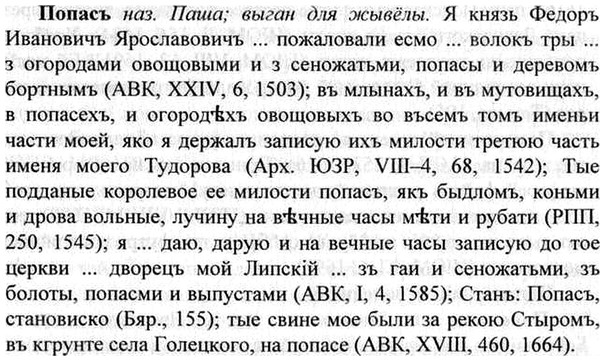 Попасъ наз. Паша; выган для жывёлы. Я князь Федоръ
Ивановичъ Ярославовичъ ... пожаловали есмо ... волокъ тры ...
з огородами овощовыми и з сеножатьми, попасы и деревом
бортнымъ (АВК, XXIV, 6, 1503); въ млынахъ, и въ мутовищахъ,
в попасехъ, и огородѣхъ овощовыхъ во въсемъ томъ именьи
части моей, яко я держалъ записую ихъ милости третюю часть
именя моего Тудорова (Арх. ЮЗР, VIII–4, 68, 1542); Тые
подданые королевое ее милости попасъ, якъ быдломъ, коньми
и дрова вольные, лучину на вѣчные часы мѣти и рубати (РПП,
250, 1545); я ... даю, дарую и на вечные часы записую до тое
церкви ... дворецъ мой Липскій ... зъ гаи и сеножатьми, зъ
болоты, попасми и выпустами (АВК, I, 4, 1585); Станъ: Попасъ,
становиско (Бяр., 155); тые свине мое были за рекою Стыромъ,
въ кгрунте села Голецкого, на попасе (АВК, XVIII, 460, 1664).